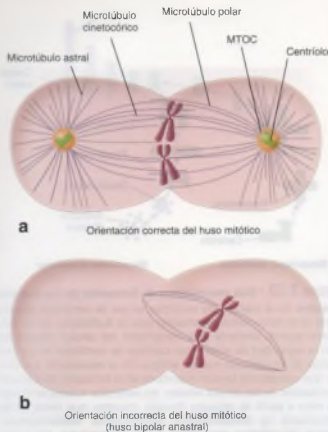 Microtúbulo polar
Microtúbulo
cinetocórico
MTOC
Microtúbulo astral
Centríolo
a
Orientación correcta del huso mitótico
b
Orientación incorrecta del huso mitótico
(huso bipolar anastral)